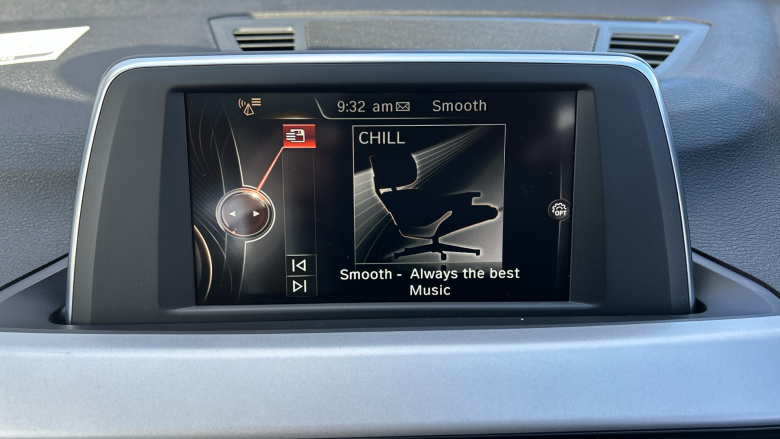 9:32 am Smooth
CHILL
OPT
Smooth - Always the best
Music